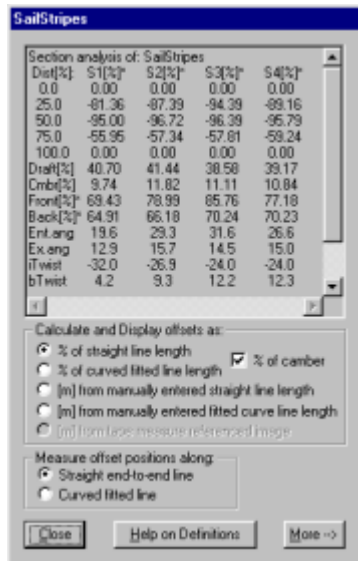 SailStripes
Section analysis of: SailStripes
Dist[%]: S1[%]* S2[%]* S3[%]* S4[%]*
0.0 0.00 0.00 0.00 0.00
25.0 -81.36 -87.39 -94.39 -89.16
50.0 -95.00 -96.72 -96.39 -95.79
75.0 -55.95 -57.34 -57.81 -59.24
100.0 0.00 0.00 0.00 0.00
Draft[%] 40.70 41.44 38.58 39.17
Cmbr[%] 9.74 11.82 11.11 10.84
Front[%]* 69.43 78.99 85.76 77.18
Back[%]* 64.91 66.18 70.24 70.23
Ent.ang 19.6 29.3 31.6 26.6
Ex.ang 12.9 15.7 14.5 15.0
iTwist -32.0 -26.9 -24.0 -24.0
bTwist 4.2 9.3 12.2 12.3
Calculate and Display offsets as:
% of straight line length
% of camber
% of curved fitted line length
[m] from manually entered straight line length
[m] from manually entered fitted curve line length
[m] from tape measure referenced image
Measure offset positions along:
Straight end-to-end line
Curved fitted line
Close Help on Definitions More -->